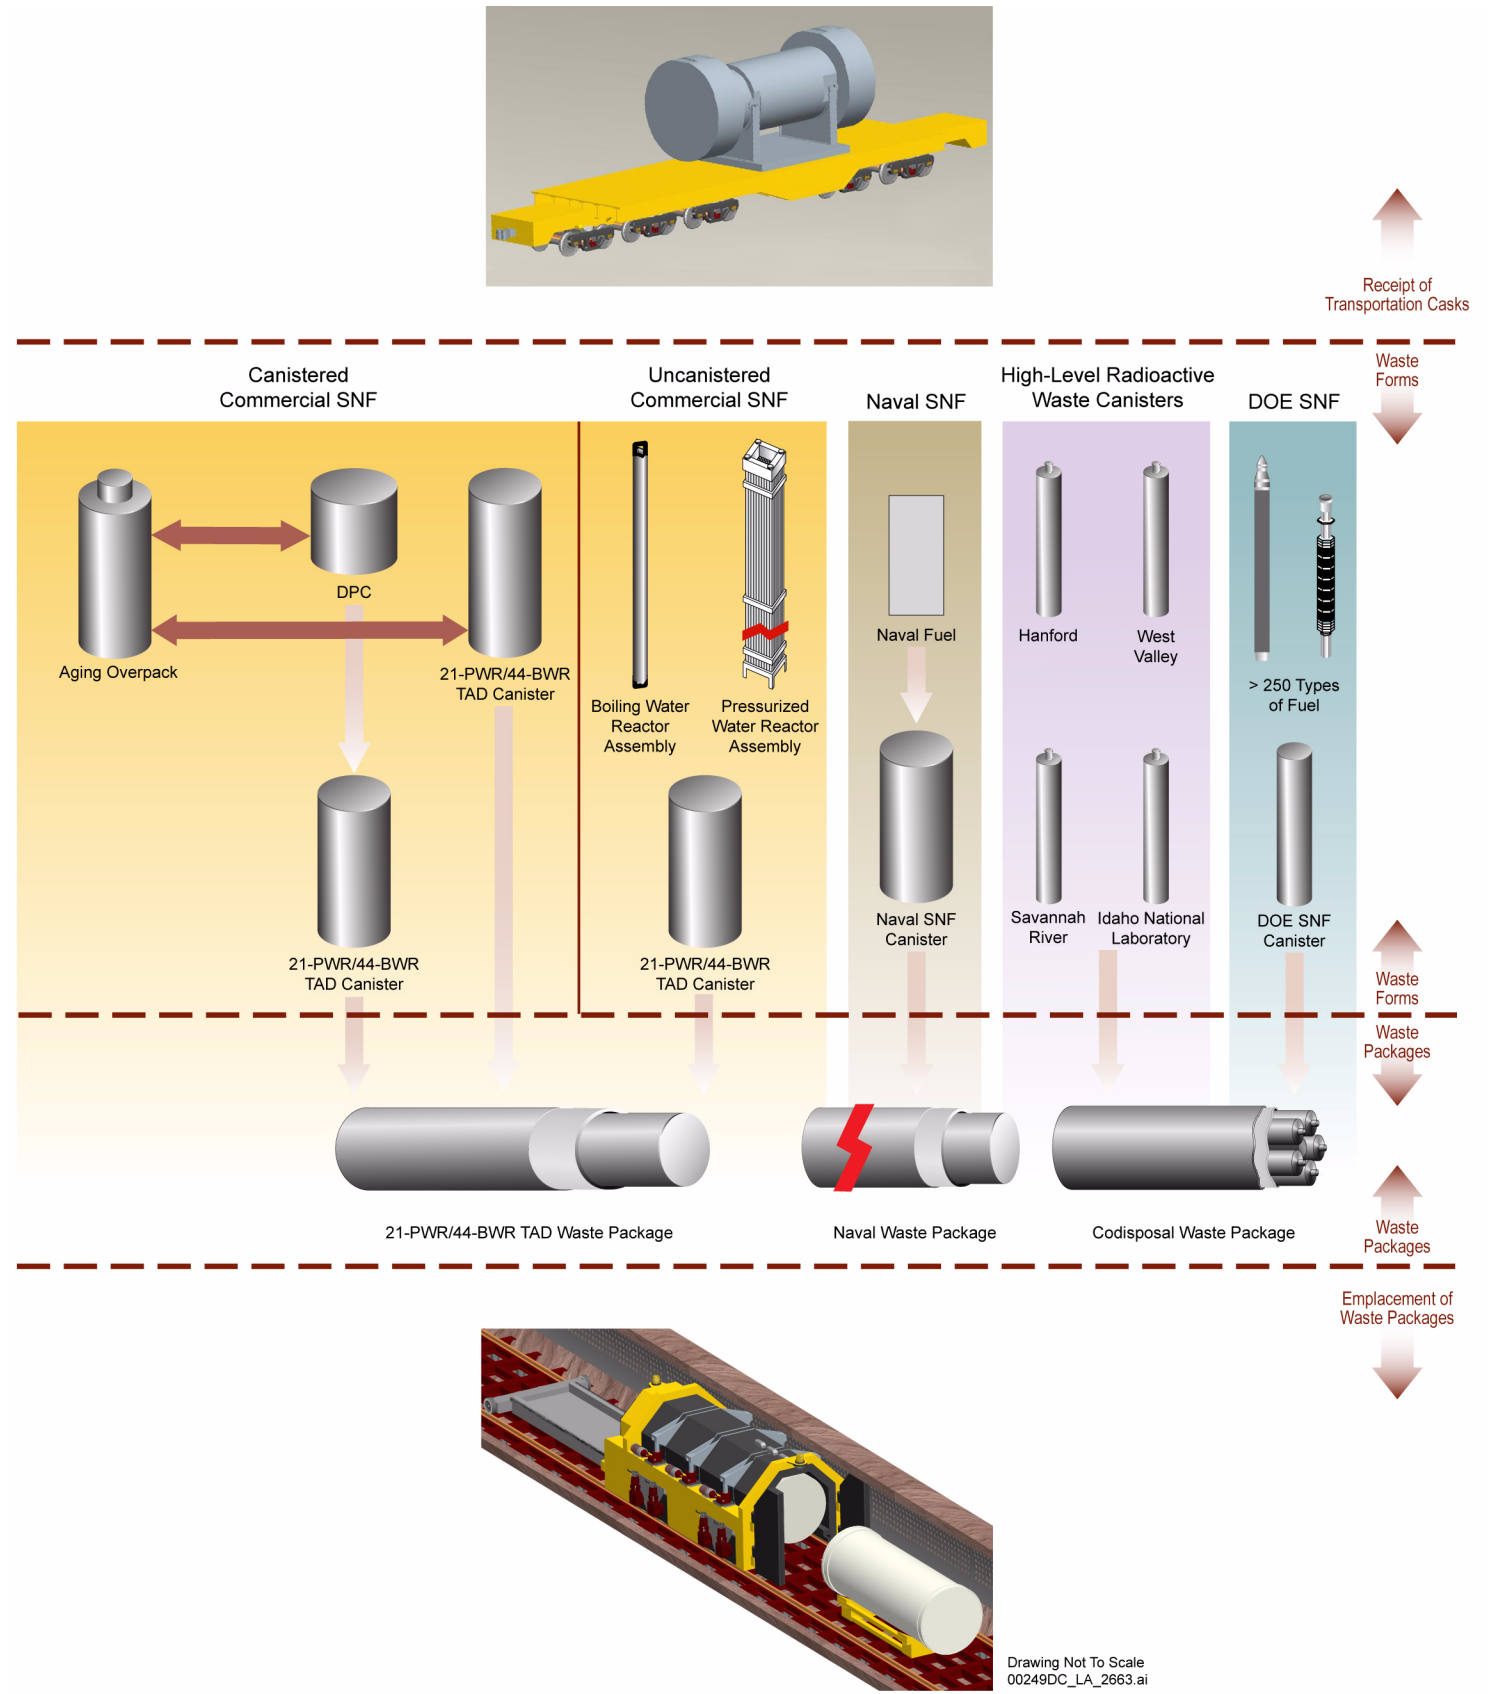 Receipt of
Transportation Casks
Waste
Forms
Canistered
Commercial SNF
Uncanistered
Commercial SNF
Naval SNF
High-Level Radioactive
Waste Canisters
DOE SNF
DPC
Aging Overpack
21-PWR/44-BWR
TAD Canister
Boiling Water
Reactor
Assembly
Pressurized
Water Reactor
Assembly
Naval Fuel
Hanford
West
Valley
> 250 Types
of Fuel
21-PWR/44-BWR
TAD Canister
21-PWR/44-BWR
TAD Canister
Naval SNF
Canister
Savannah
River
Idaho National
Laboratory
DOE SNF
Canister
Waste
Forms
Waste
Packages
21-PWR/44-BWR TAD Waste Package
Naval Waste Package
Codisposal Waste Package
Waste
Packages
Emplacement of
Waste Packages
Drawing Not To Scale
00249DC_LA_2663.ai